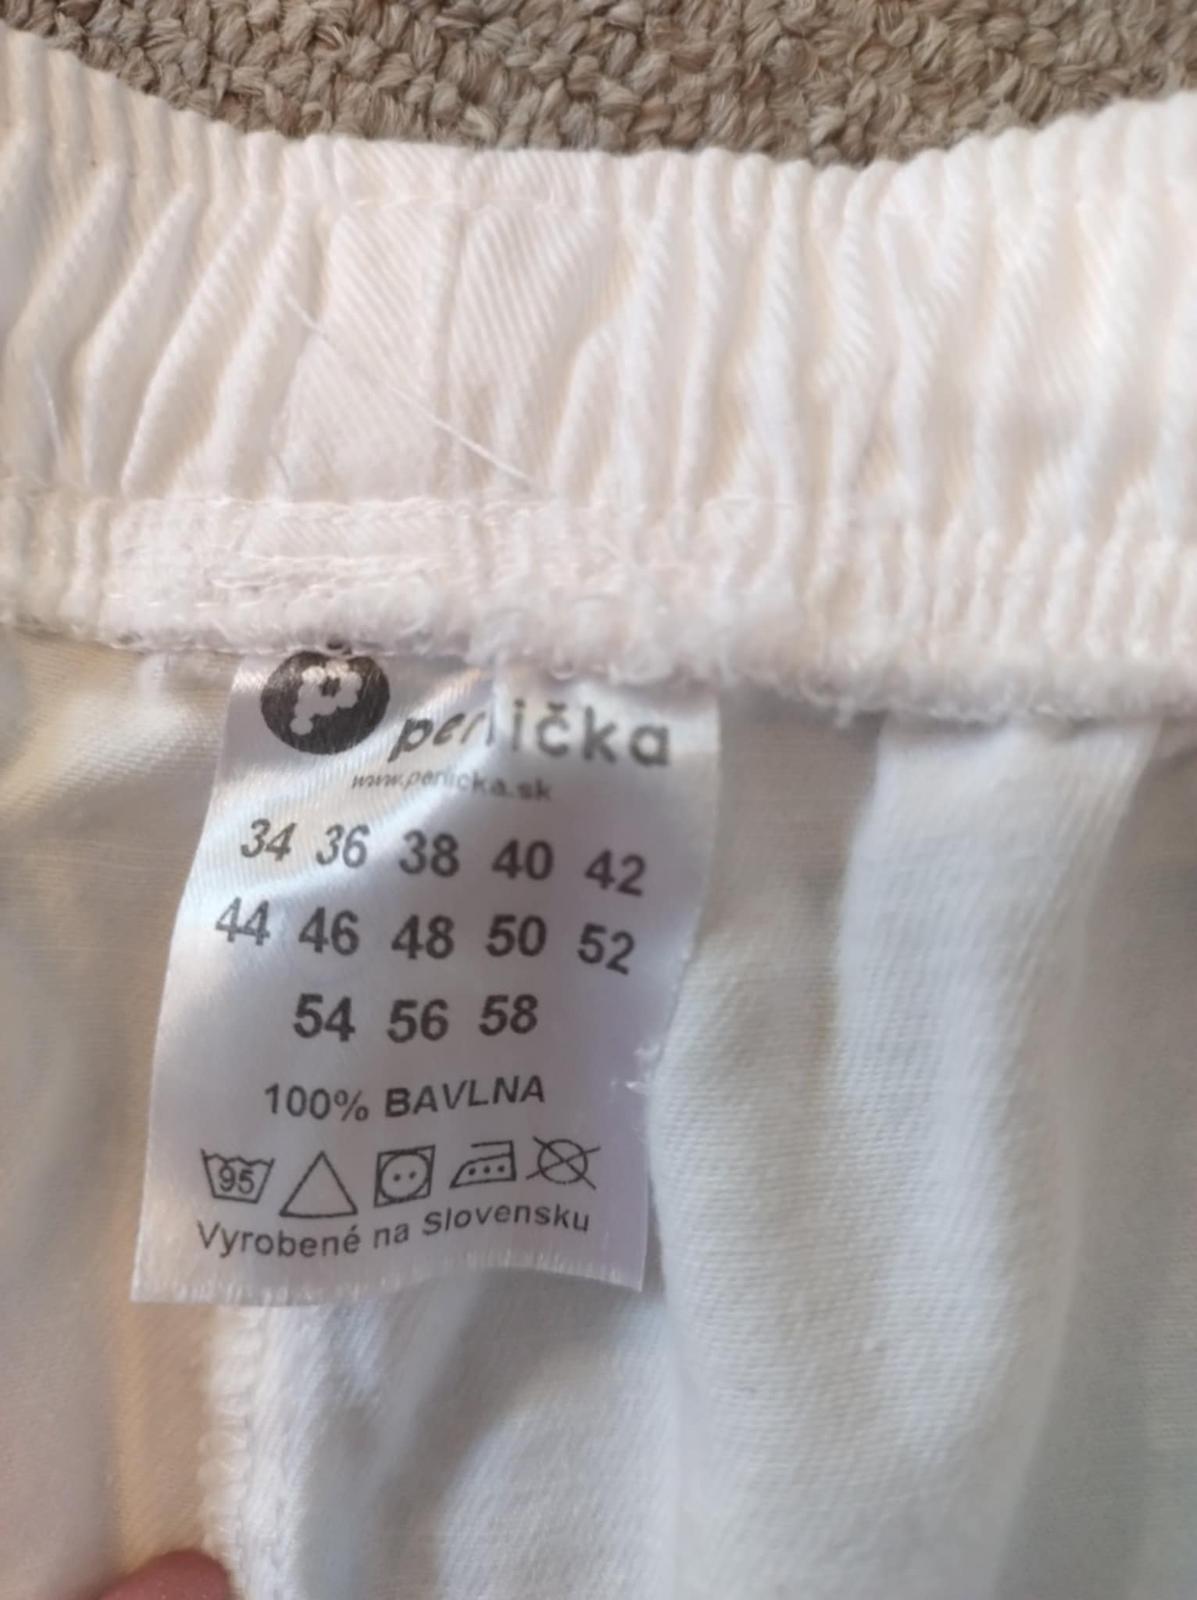 perlička
www.perlicka.sk
34 36 38 40 42
44 46 48 50 52
54 56 58
100% BAVLNA
95
Vyrobené na Slovensku